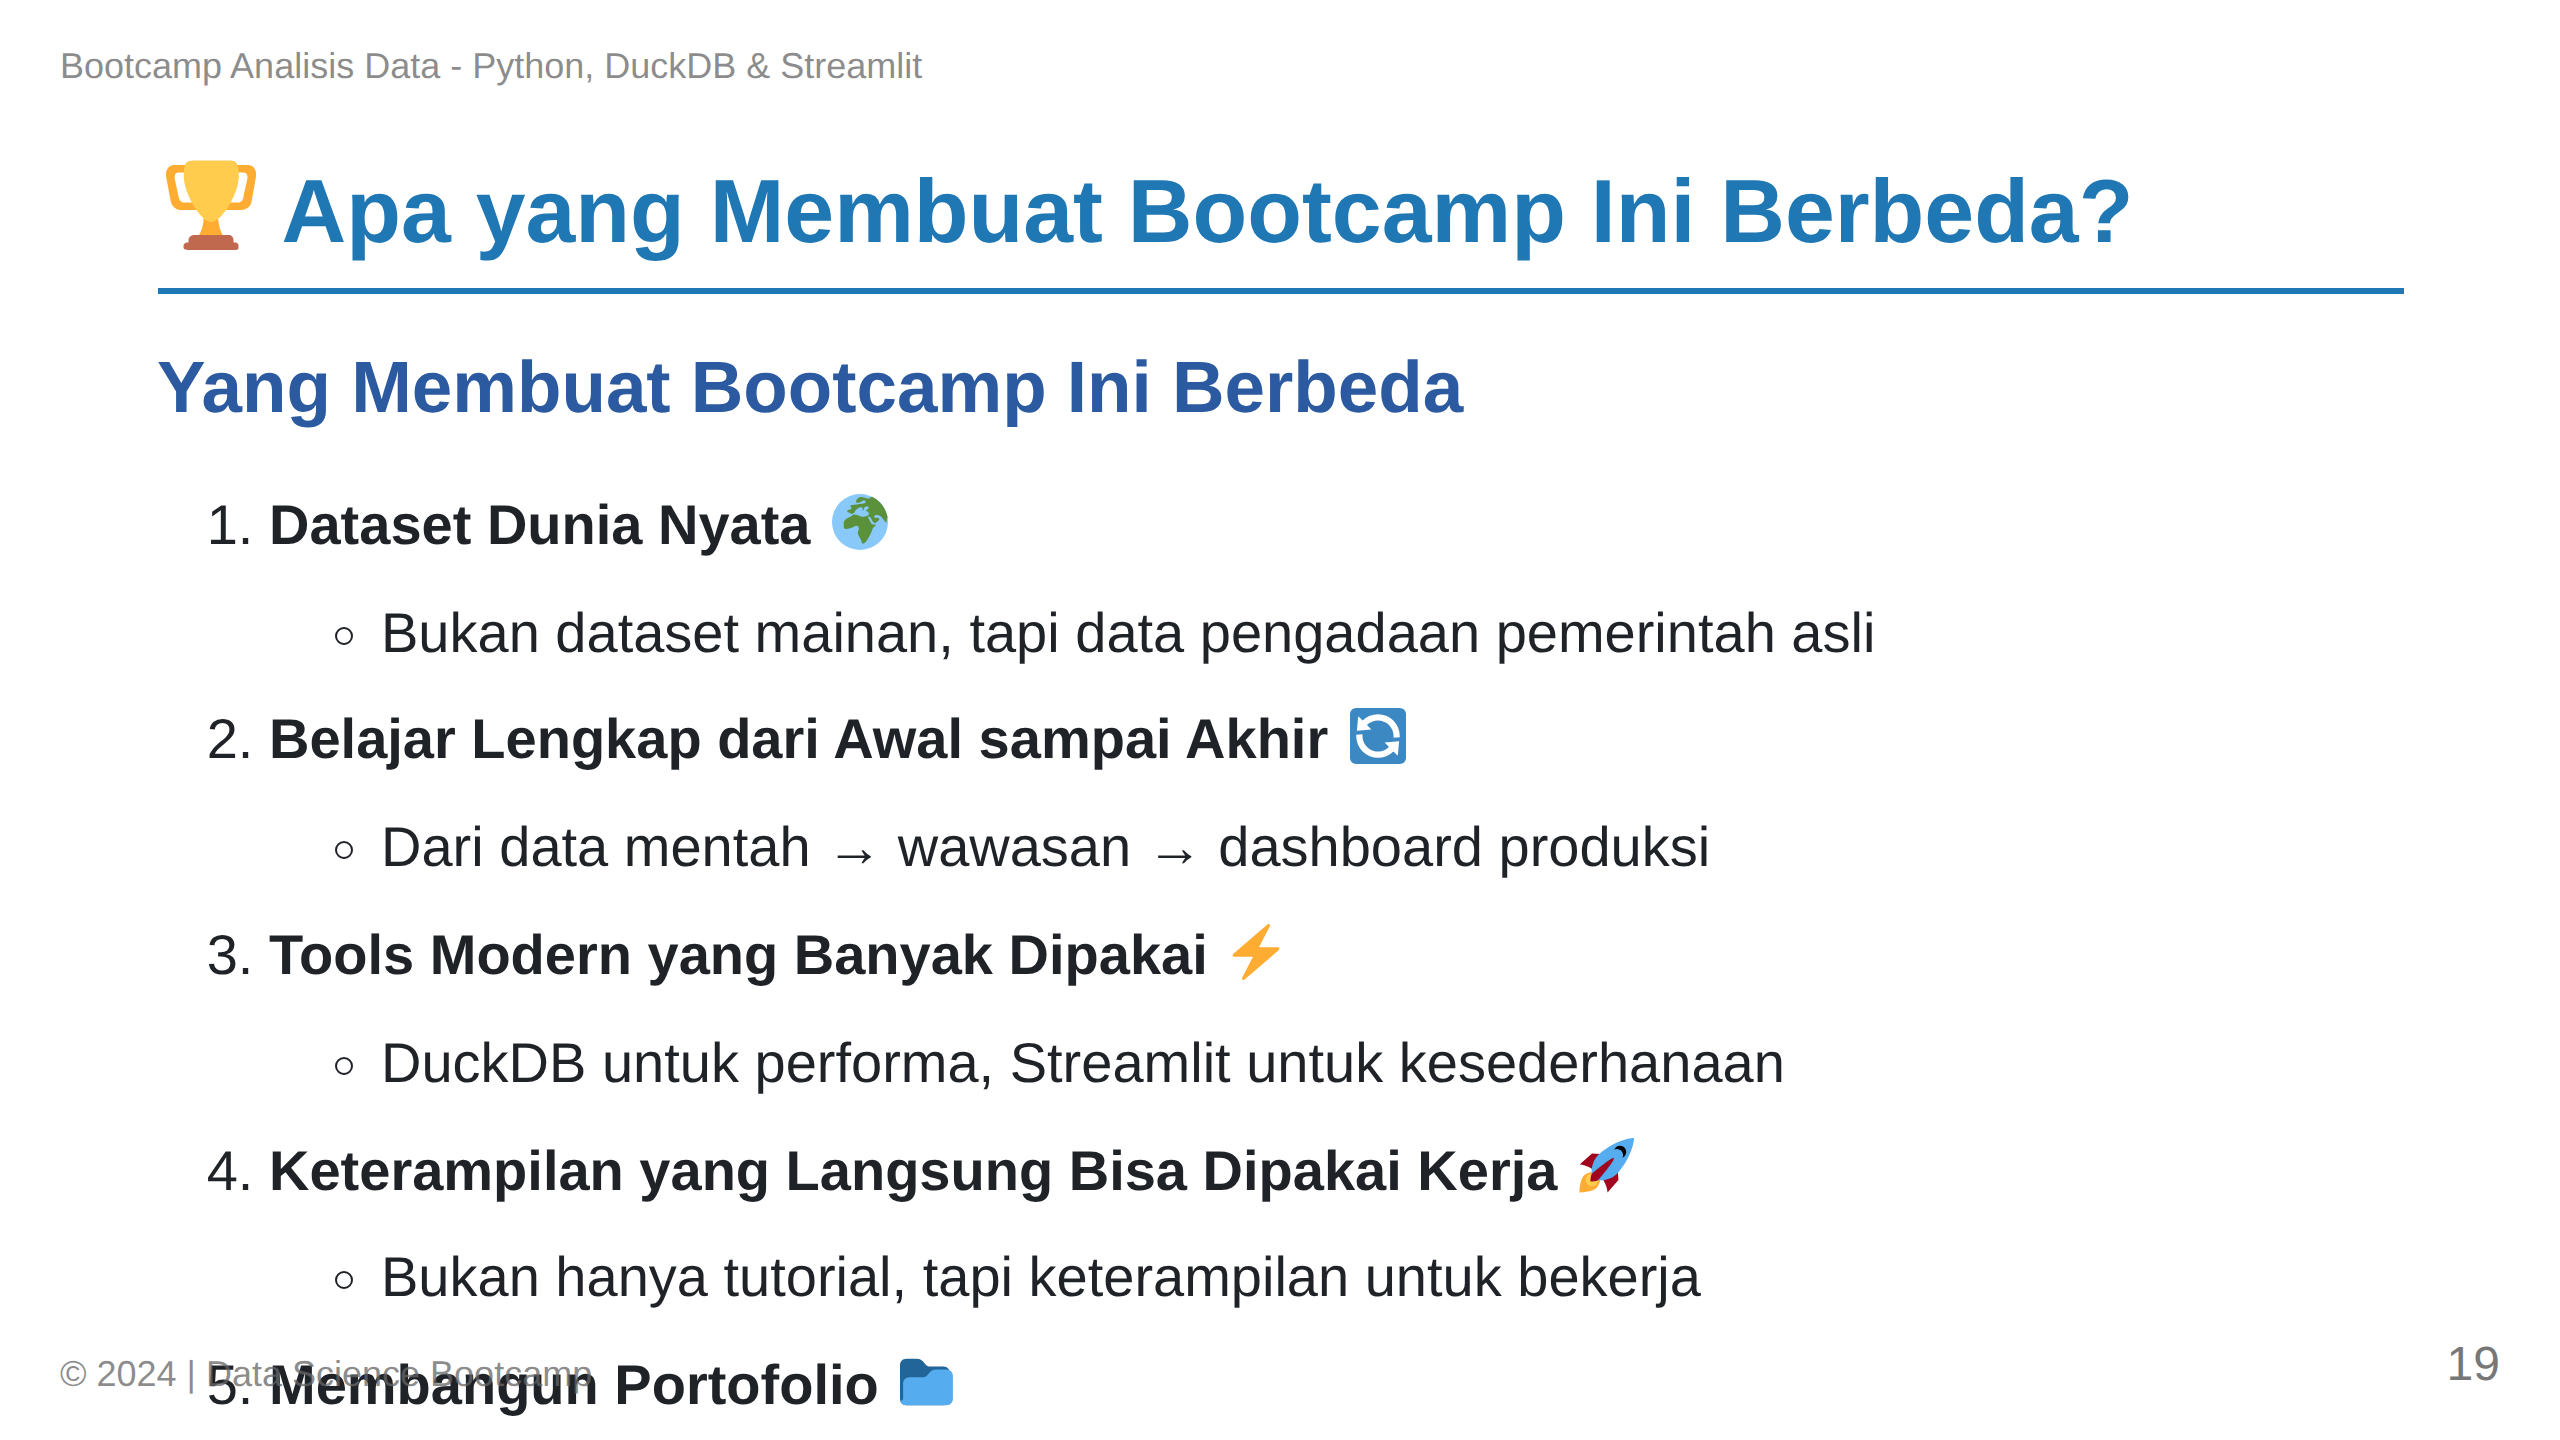 Bootcamp Analisis Data - Python, DuckDB & Streamlit
🏆 Apa yang Membuat Bootcamp Ini Berbeda?
Yang Membuat Bootcamp Ini Berbeda
1. Dataset Dunia Nyata 🌍
◦ Bukan dataset mainan, tapi data pengadaan pemerintah asli
2. Belajar Lengkap dari Awal sampai Akhir 🔄
◦ Dari data mentah → wawasan → dashboard produksi
3. Tools Modern yang Banyak Dipakai ⚡
◦ DuckDB untuk performa, Streamlit untuk kesederhanaan
4. Keterampilan yang Langsung Bisa Dipakai Kerja 🚀
◦ Bukan hanya tutorial, tapi keterampilan untuk bekerja
5. Membangun Portofolio 📁
© 2024 | Data Science Bootcamp
19